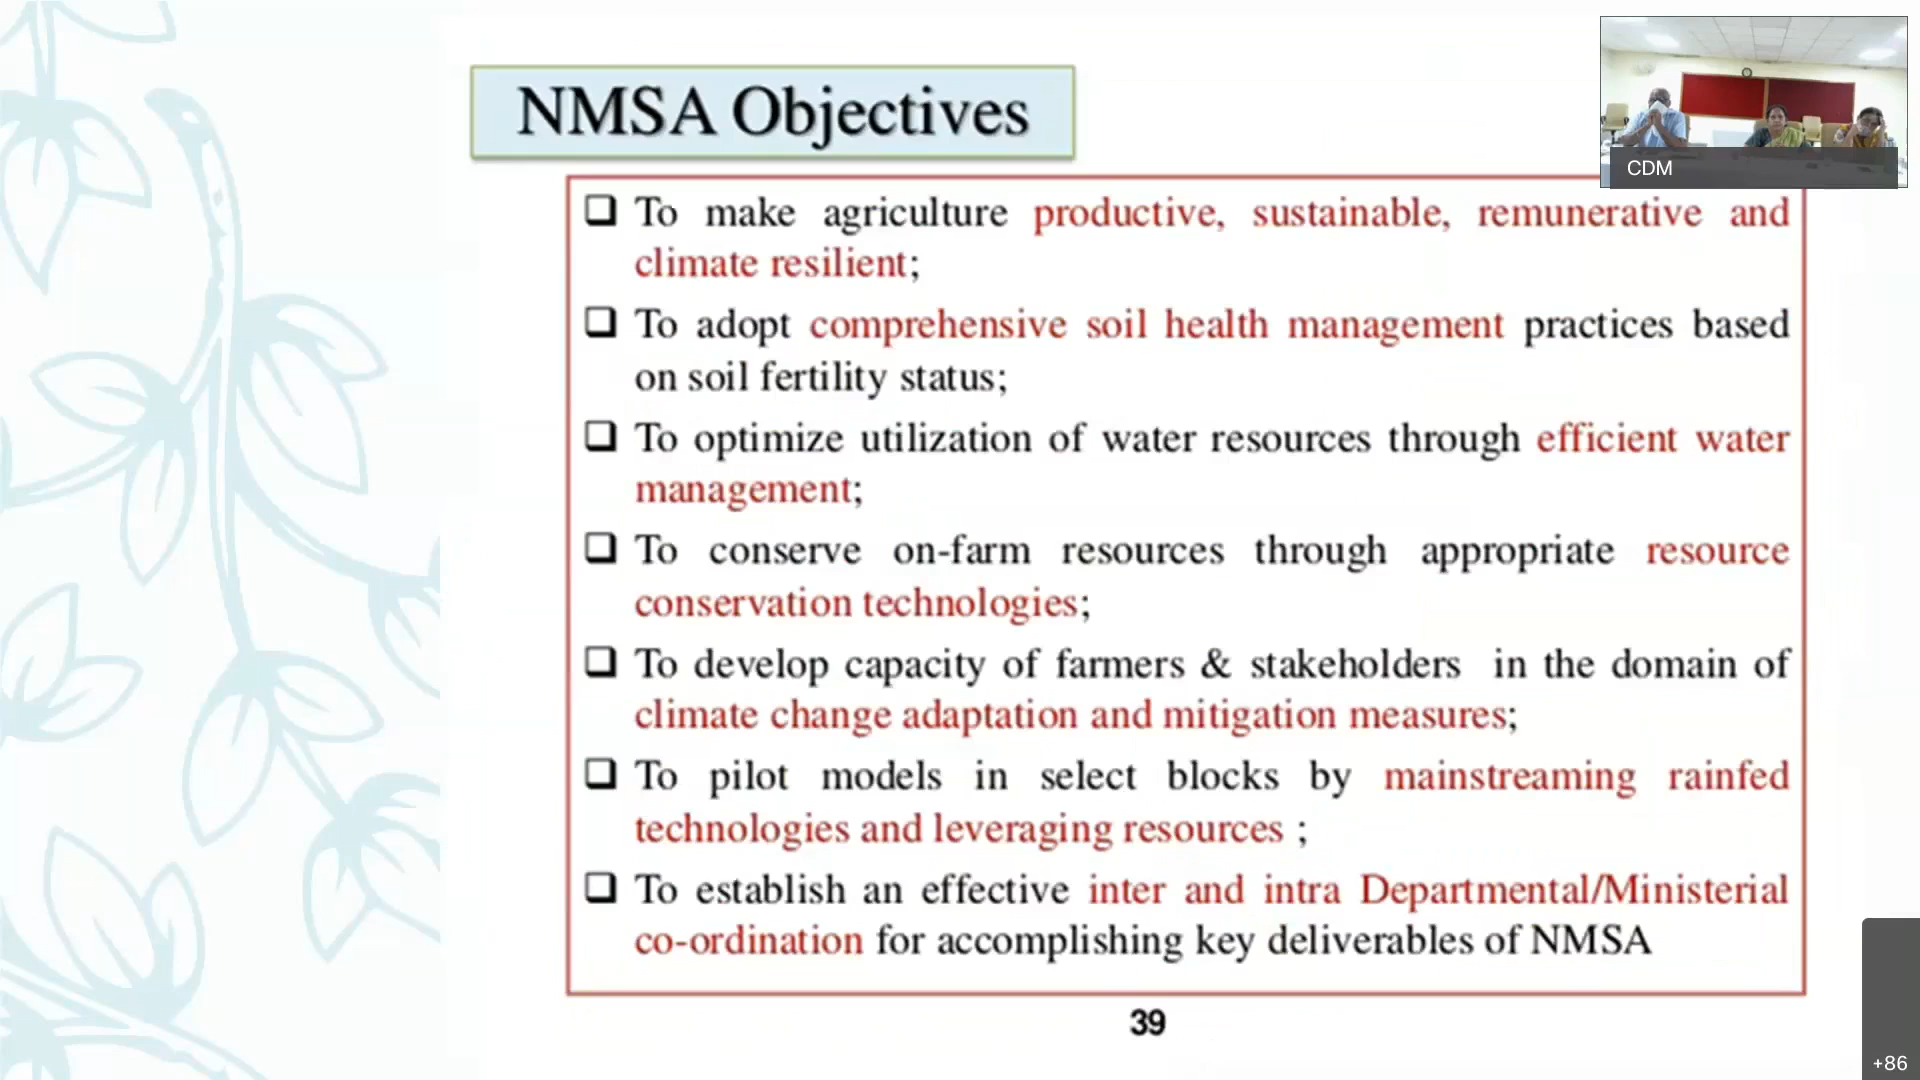 NMSA Objectives
CDM
❑ To make agriculture productive, sustainable, remunerative and
climate resilient;
❑ To adopt comprehensive soil health management practices based
on soil fertility status;
❑ To optimize utilization of water resources through efficient water
management;
❑ To conserve on-farm resources through appropriate resource
conservation technologies;
❑ To develop capacity of farmers & stakeholders in the domain of
climate change adaptation and mitigation measures;
❑ To pilot models in select blocks by mainstreaming rainfed
technologies and leveraging resources ;
❑ To establish an effective inter and intra Departmental/Ministerial
co-ordination for accomplishing key deliverables of NMSA
39
+86